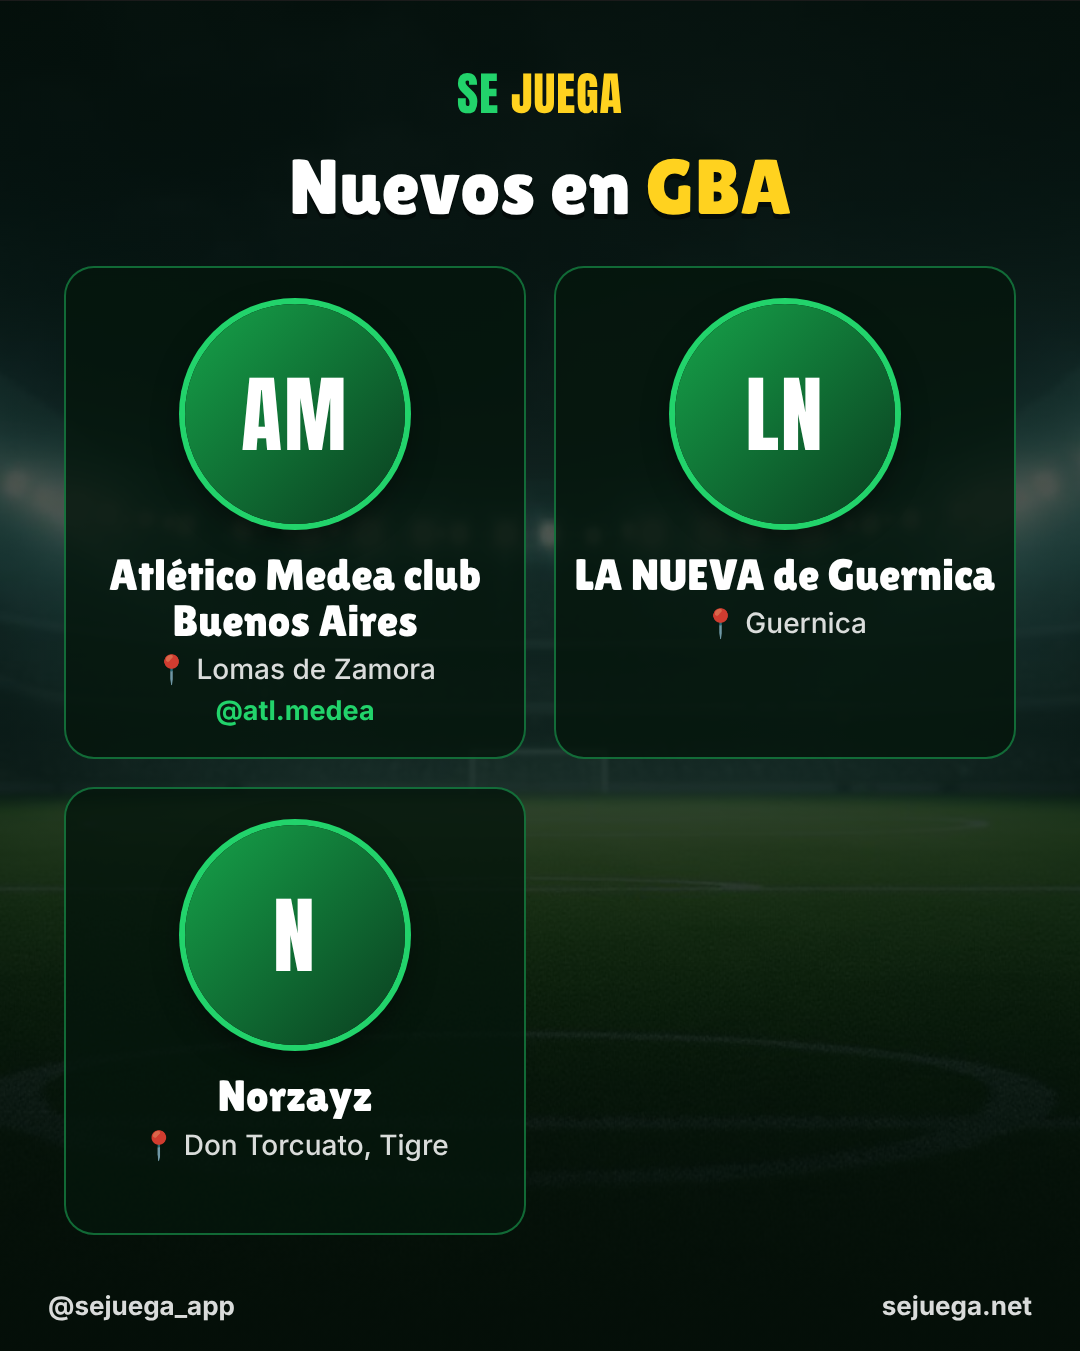 SE JUEGA
Nuevos en GBA
AM
Atlético Medea club
Buenos Aires
📍 Lomas de Zamora
@atl.medea
LN
LA NUEVA de Guernica
📍 Guernica
N
Norzayz
📍 Don Torcuato, Tigre
@sejuega_app
sejuega.net